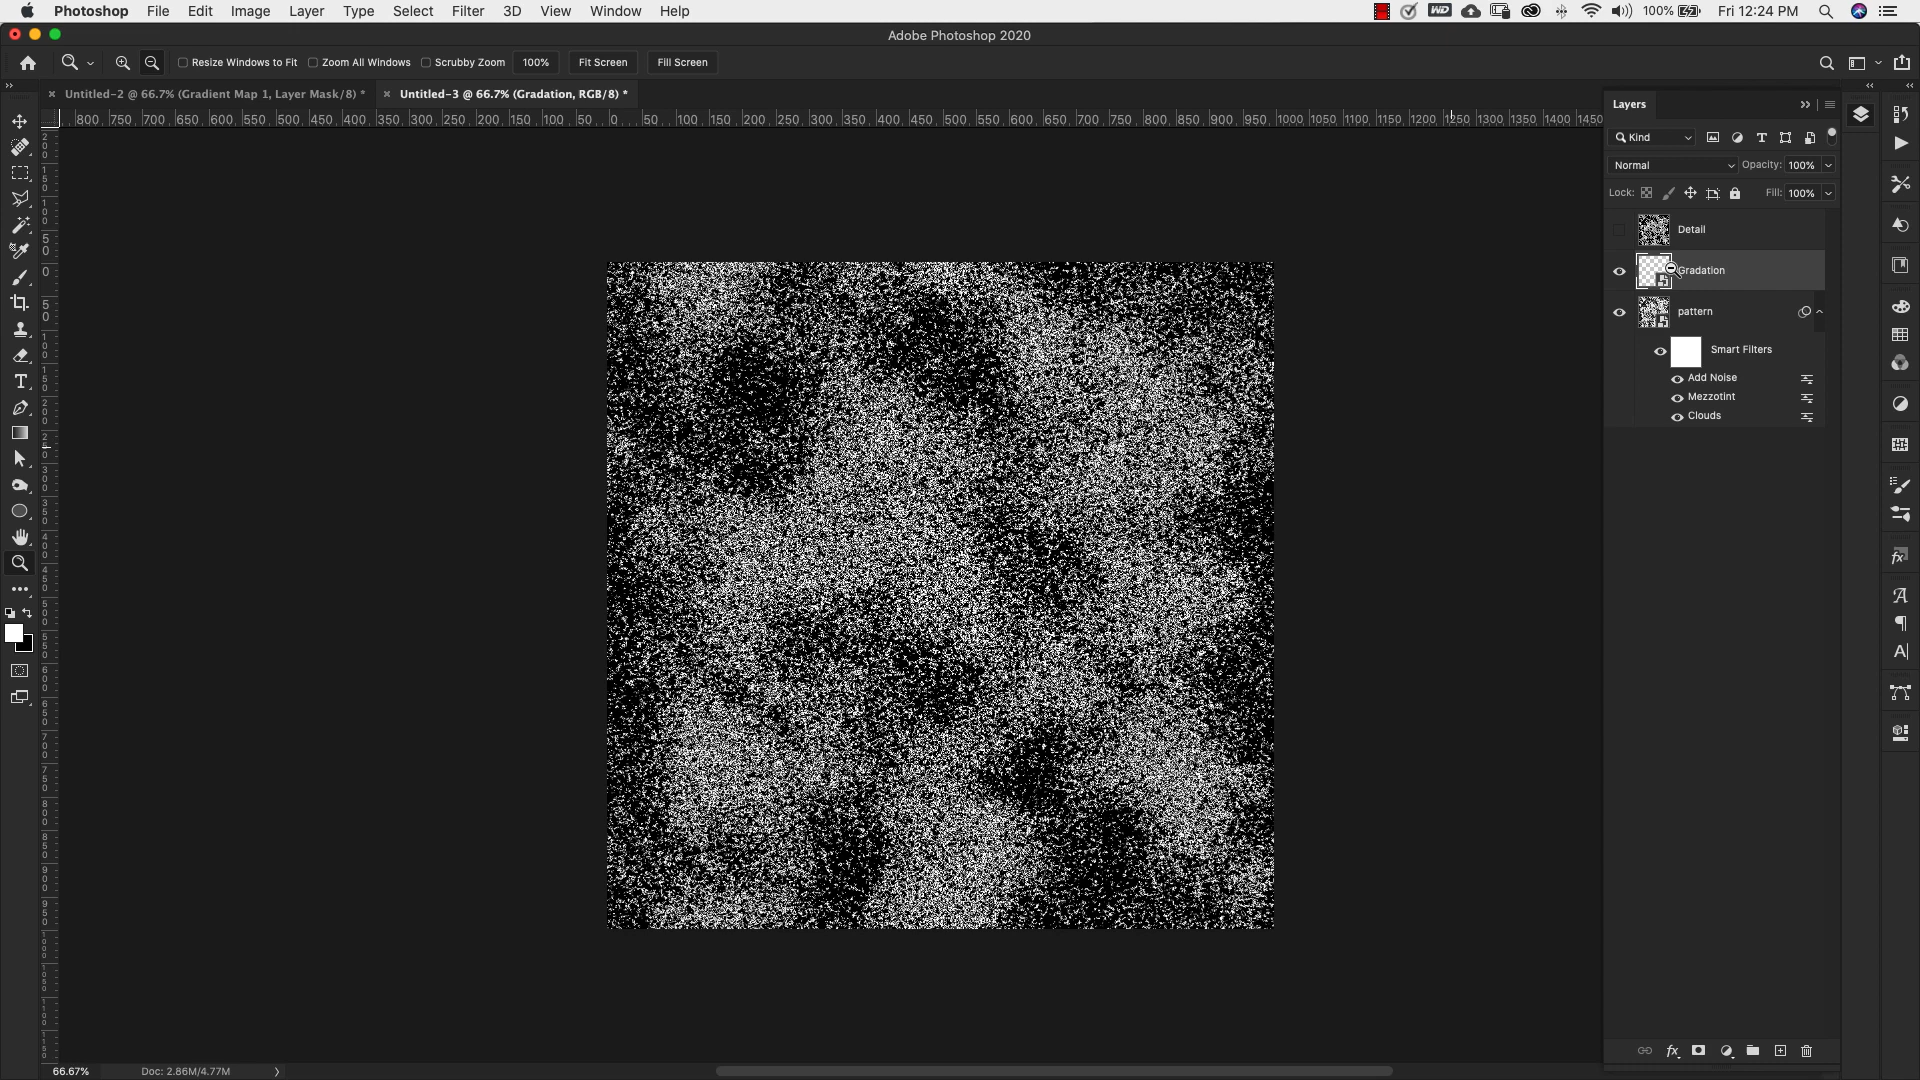 Photoshop File Edit Image Layer Type Select Filter 3D View Window Help 100% Fri 12:24 PM
Adobe Photoshop 2020
Resize Windows to Fit Zoom All Windows Scrubby Zoom 100% Fit Screen Fill Screen
Untitled-2 @ 66.7% (Gradient Map 1, Layer Mask/8) * Untitled-3 @ 66.7% (Gradation, RGB/8) *
800 750 700 650 600 550 500 450 400 350 300 250 200 150 100 50 0 50 100 150 200 250 300 350 400 450 500 550 600 650 700 750 800 850 900 950 1000 1050 1100 1150 1200 1250 1300 1350 1400 1450
Layers
Kind
Normal Opacity: 100%
Lock: Fill: 100%
Detail
Gradation
pattern
Smart Filters
Add Noise
Mezzotint
Clouds
66.67% Doc: 2.86M/4.77M